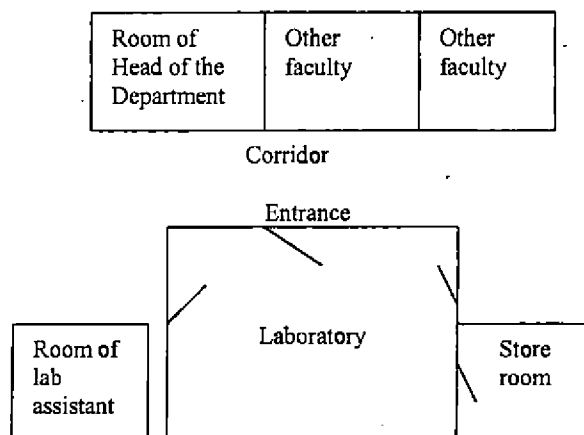 Room of
Head of the
Department
Other
faculty
Other
faculty
Corridor
Entrance
Laboratory
Room of
lab
assistant
Store
room